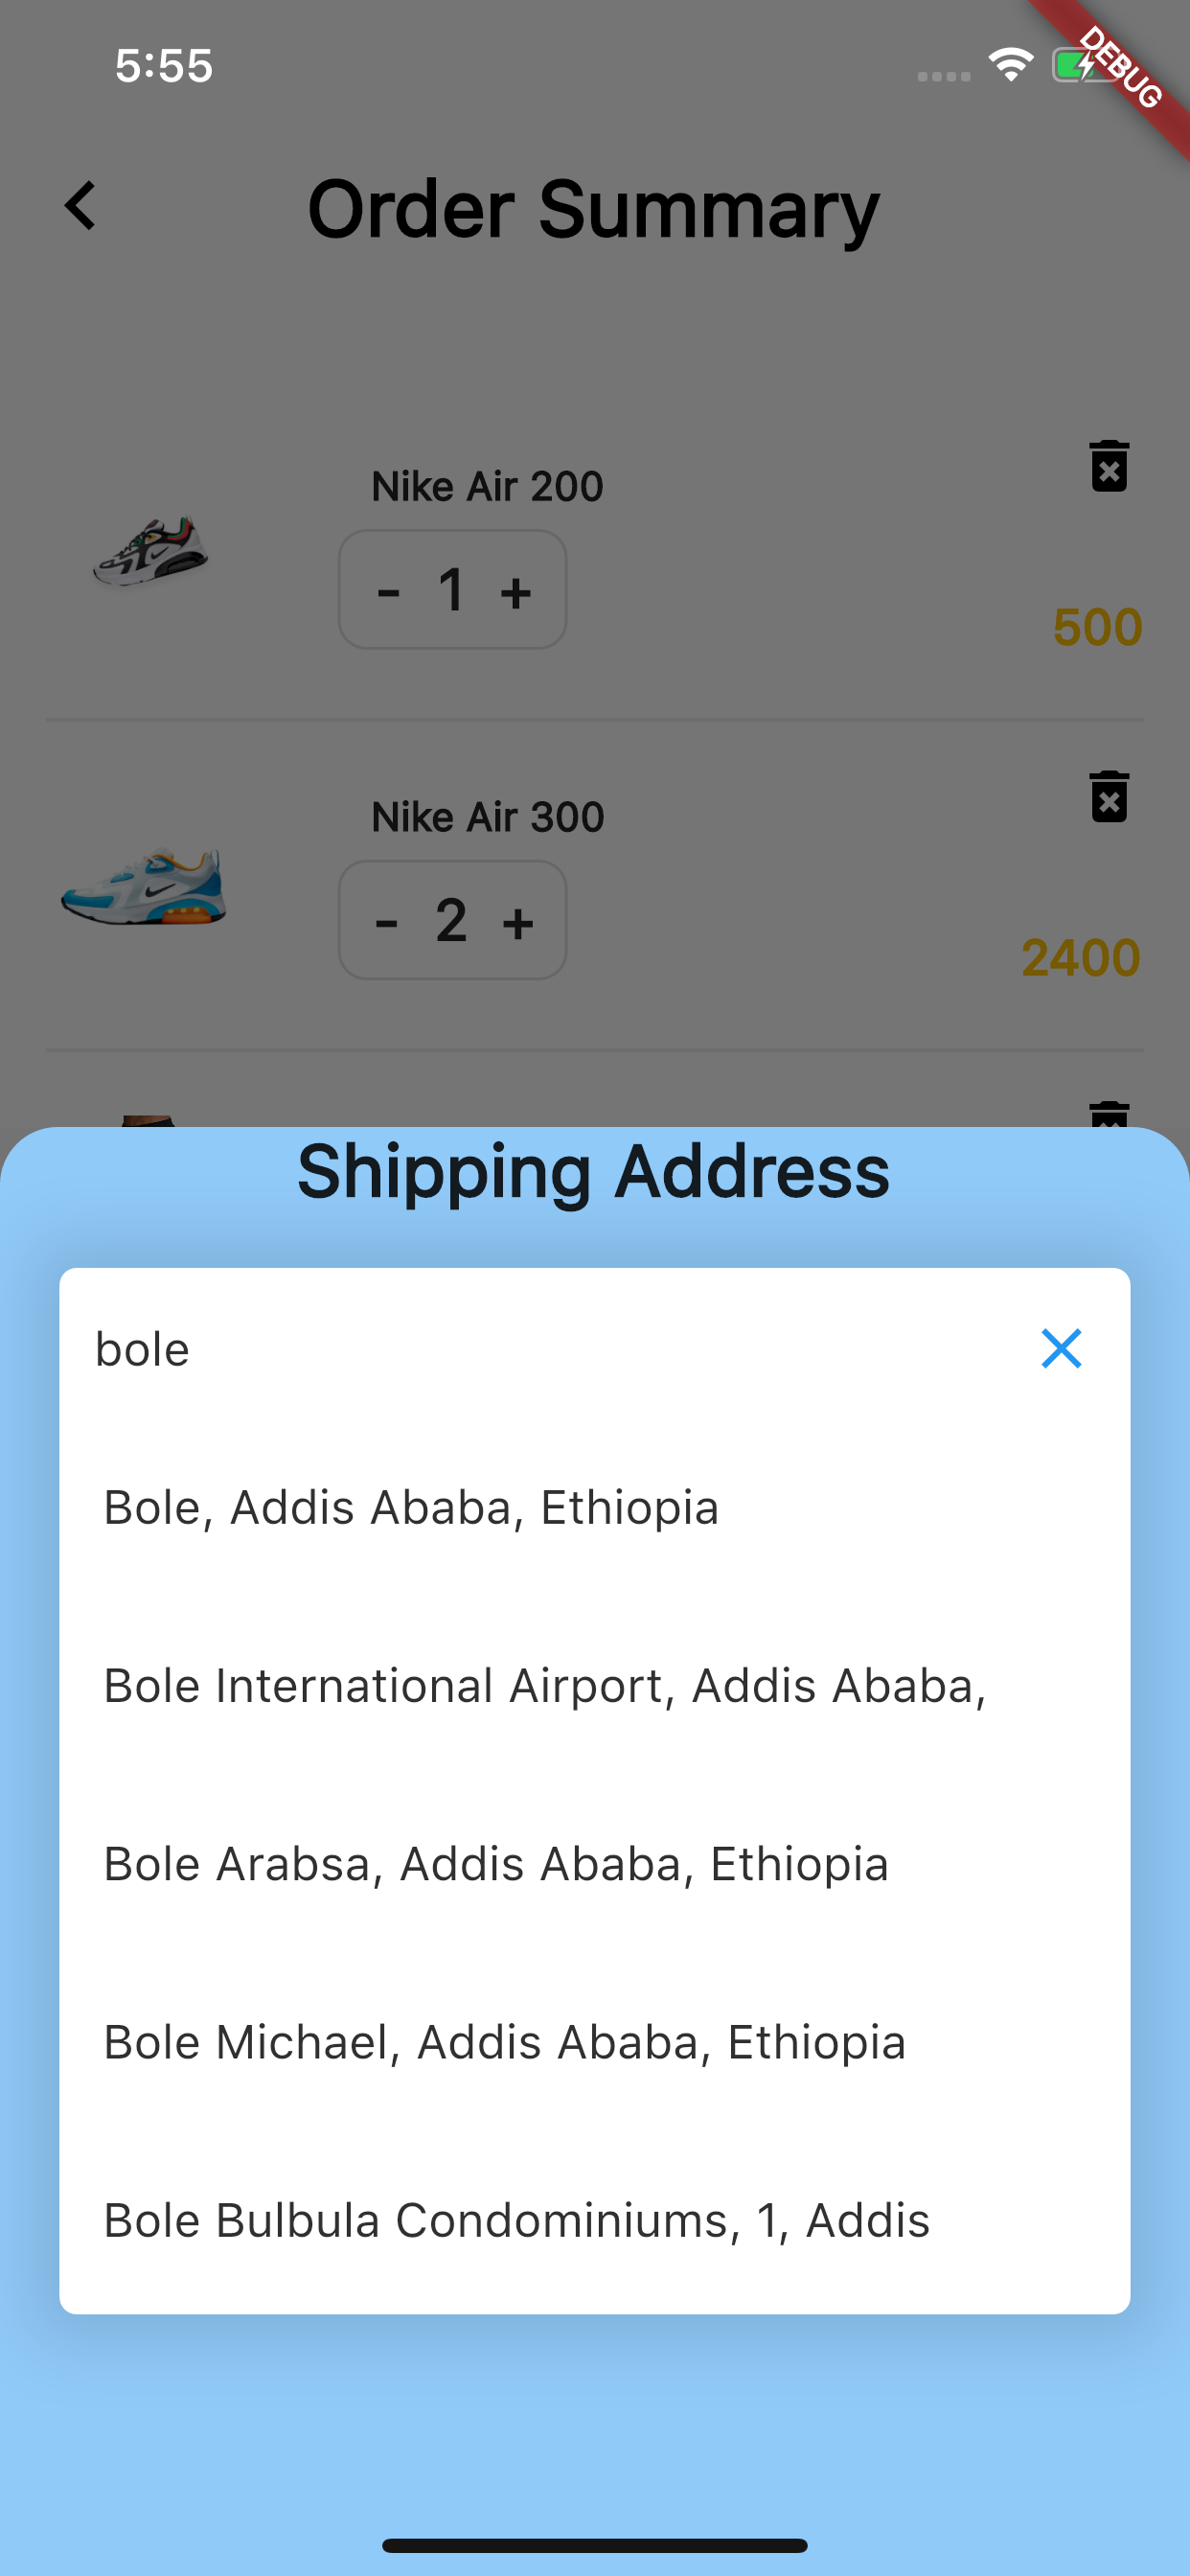 5:55
DEBUG
Order Summary
Nike Air 200
- 1 +
500
Nike Air 300
- 2 +
2400
Shipping Address
bole
Bole, Addis Ababa, Ethiopia
Bole International Airport, Addis Ababa,
Bole Arabsa, Addis Ababa, Ethiopia
Bole Michael, Addis Ababa, Ethiopia
Bole Bulbula Condominiums, 1, Addis